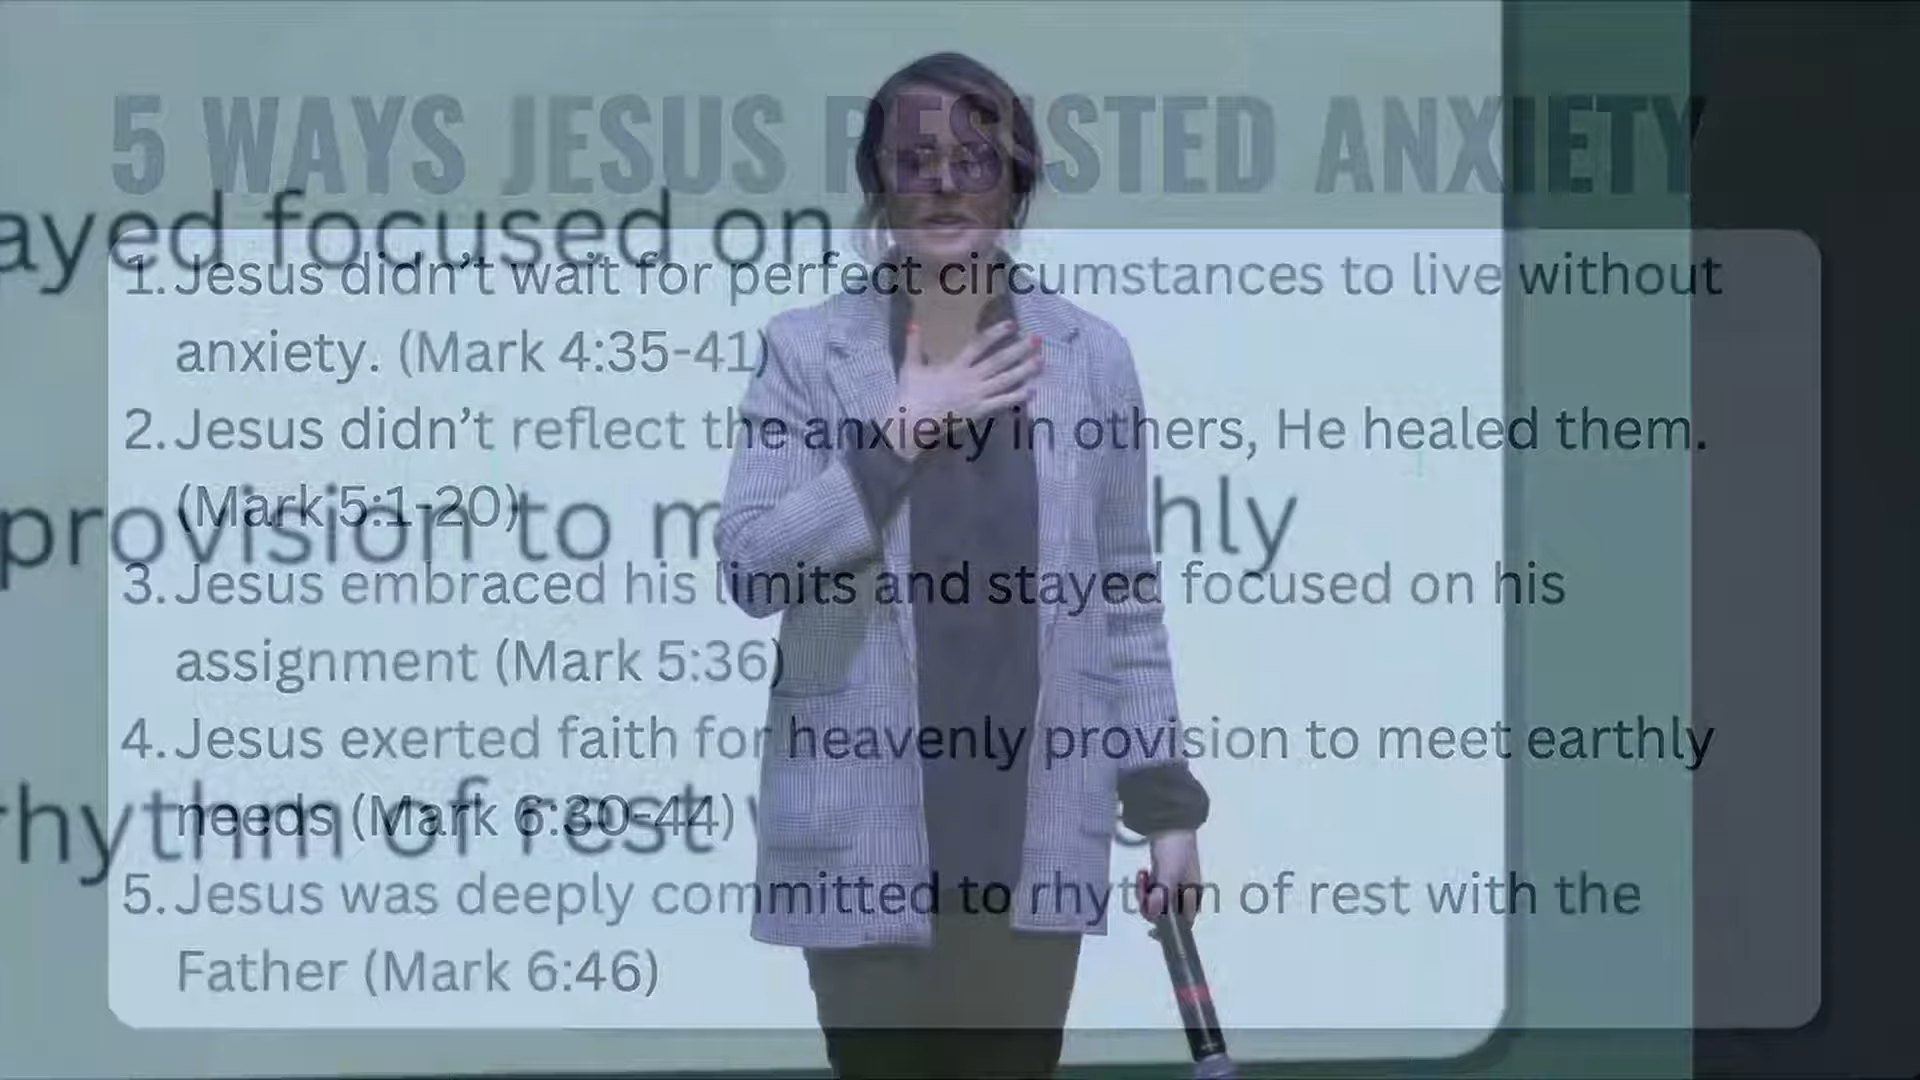 5 WAYS JESUS RESISTED ANXIETY
ayed focused on
1. Jesus didn't wait for perfect circumstances to live without
anxiety. (Mark 4:35-41)
2. Jesus didn't reflect the anxiety in others, He healed them.
(Mark 5:1-20)
provision to m hly
3. Jesus embraced his limits and stayed focused on his
assignment (Mark 5:36)
4. Jesus exerted faith for heavenly provision to meet earthly
needs (Mark 6:30-44)
rhythm of rest
5. Jesus was deeply committed to rhythm of rest with the
Father (Mark 6:46)